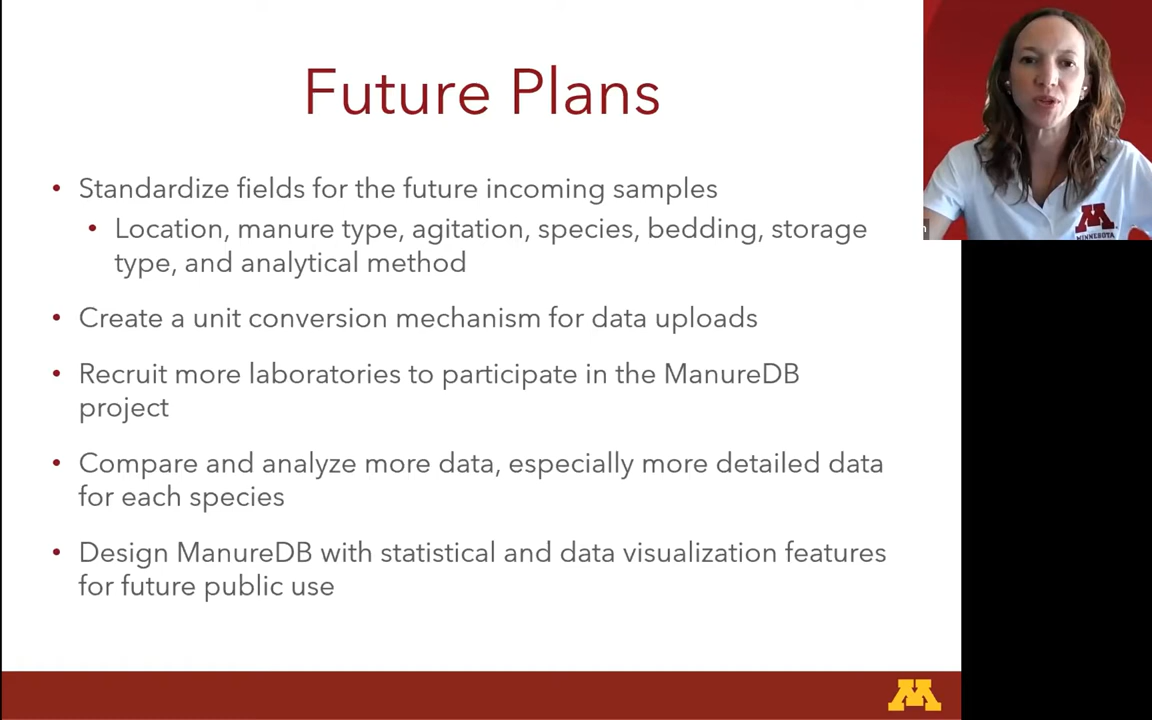 Future Plans
• Standardize fields for the future incoming samples
• Location, manure type, agitation, species, bedding, storage
type, and analytical method
• Create a unit conversion mechanism for data uploads
• Recruit more laboratories to participate in the ManureDB
project
• Compare and analyze more data, especially more detailed data
for each species
• Design ManureDB with statistical and data visualization features
for future public use
M
MINNESOTA
n
M